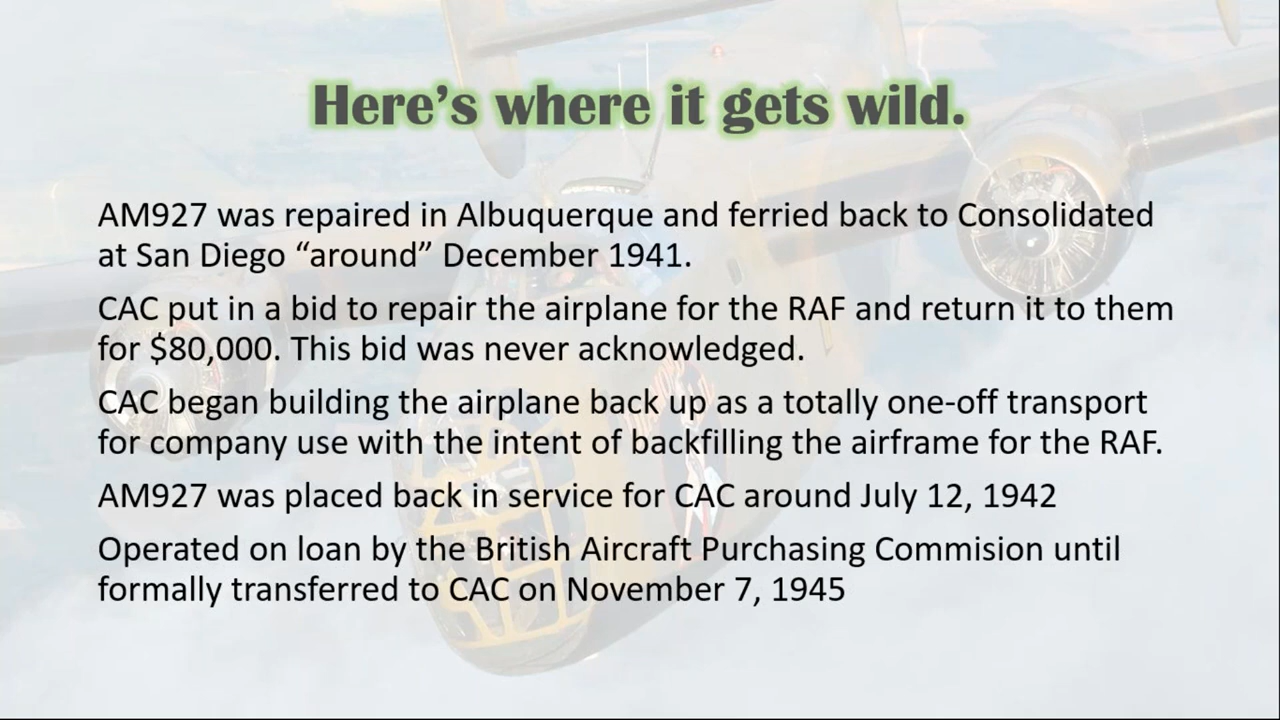 Here’s where it gets wild.
AM927 was repaired in Albuquerque and ferried back to Consolidated
at San Diego “around” December 1941.
CAC put in a bid to repair the airplane for the RAF and return it to them
for $80,000. This bid was never acknowledged.
CAC began building the airplane back up as a totally one-off transport
for company use with the intent of backfilling the airframe for the RAF.
AM927 was placed back in service for CAC around July 12, 1942
Operated on loan by the British Aircraft Purchasing Commision until
formally transferred to CAC on November 7, 1945